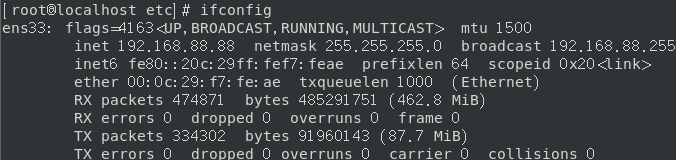 [root@localhost etc]# ifconfig
ens33: flags=4163<UP,BROADCAST,RUNNING,MULTICAST>  mtu 1500
        inet 192.168.88.88  netmask 255.255.255.0  broadcast 192.168.88.255
        inet6 fe80::20c:29ff:fef7:feae  prefixlen 64  scopeid 0x20<link>
        ether 00:0c:29:f7:fe:ae  txqueuelen 1000  (Ethernet)
        RX packets 474871  bytes 485291751 (462.8 MiB)
        RX errors 0  dropped 0  overruns 0  frame 0
        TX packets 334302  bytes 91960143 (87.7 MiB)
        TX errors 0  dropped 0 overruns 0  carrier 0  collisions 0